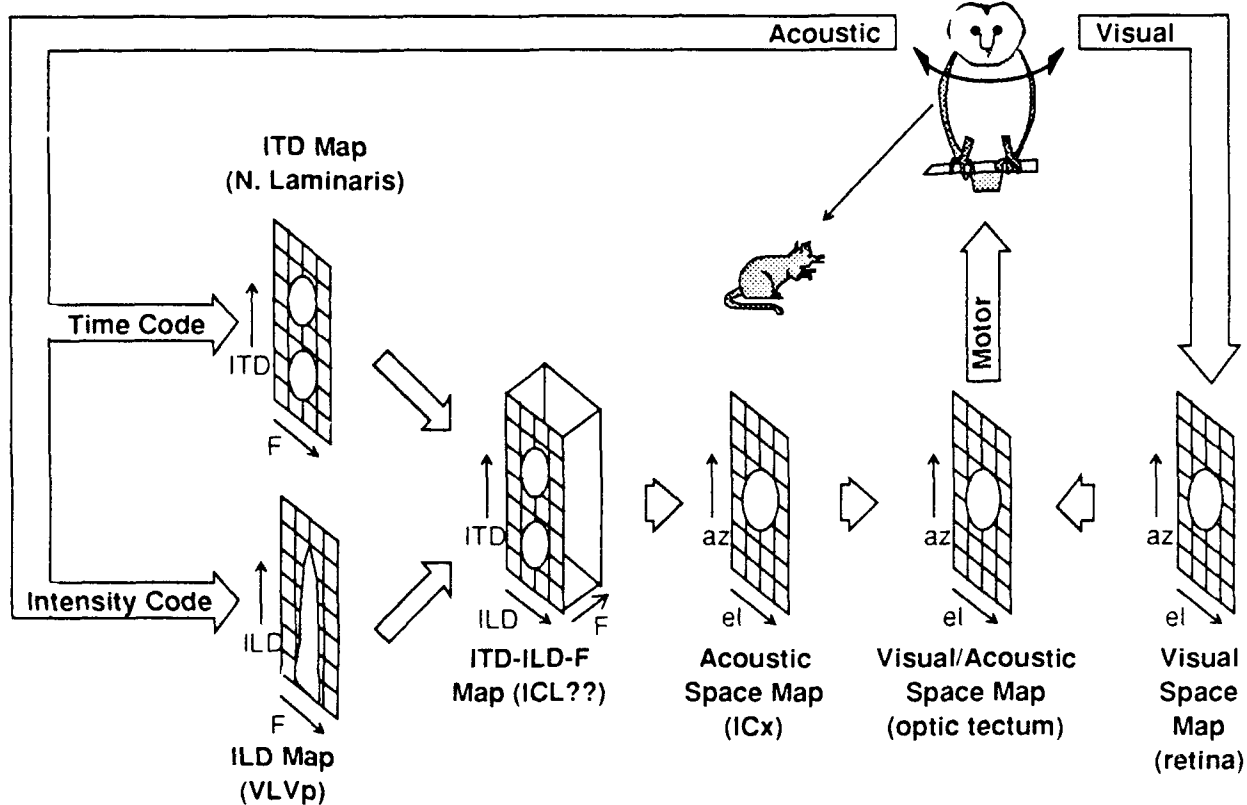 Acoustic
Visual
ITD Map
(N. Laminaris)
Time Code
ITD
F
Intensity Code
ILD
F
ILD Map
(VLVp)
ITD
ILD
F
ITD-ILD-F
Map (ICL??)
az
el
Acoustic
Space Map
(ICx)
Motor
az
el
Visual/Acoustic
Space Map
(optic tectum)
az
el
Visual
Space
Map
(retina)